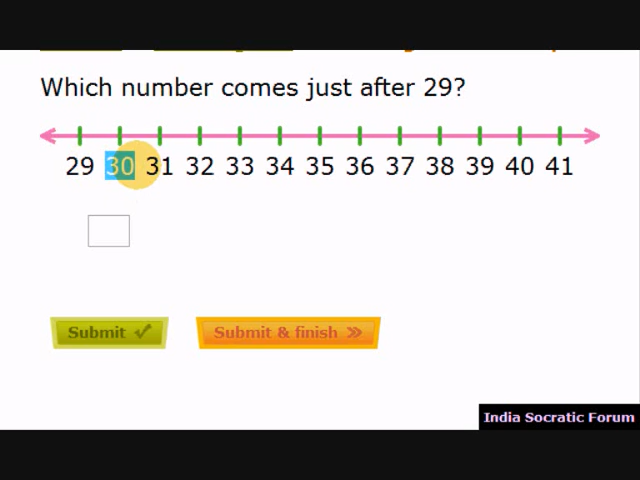 Which number comes just after 29?
29 30 31 32 33 34 35 36 37 38 39 40 41
Submit Submit & finish
India Socratic Forum